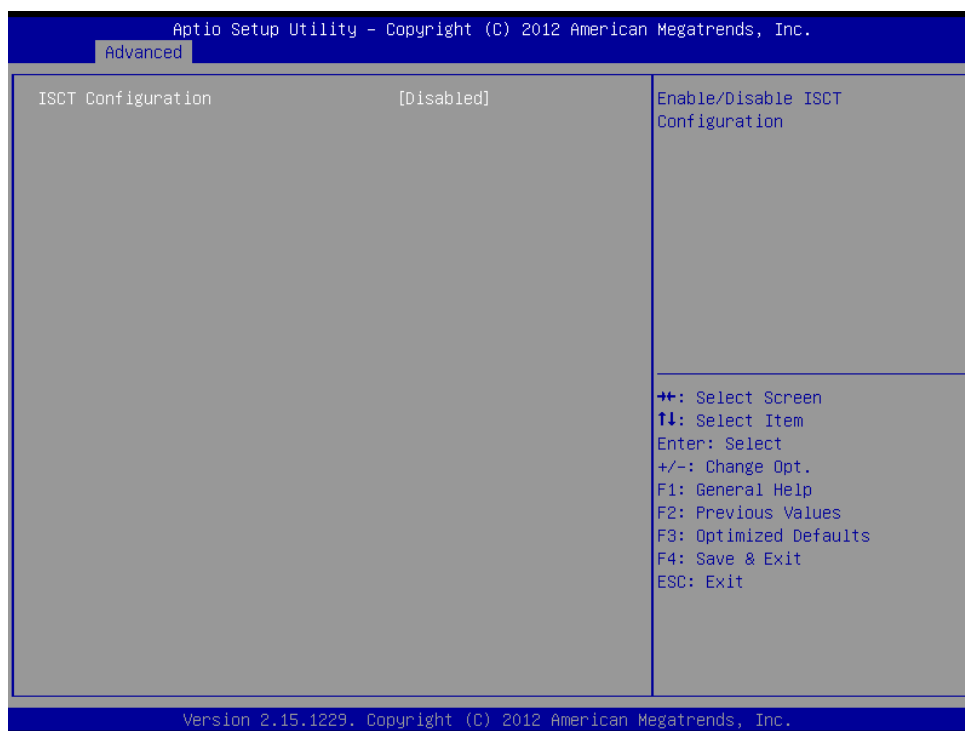 Aptio Setup Utility – Copyright (C) 2012 American Megatrends, Inc.
Advanced
ISCT Configuration [Disabled]
Enable/Disable ISCT
Configuration
→←: Select Screen
↑↓: Select Item
Enter: Select
+/-: Change Opt.
F1: General Help
F2: Previous Values
F3: Optimized Defaults
F4: Save & Exit
ESC: Exit
Version 2.15.1229. Copyright (C) 2012 American Megatrends, Inc.